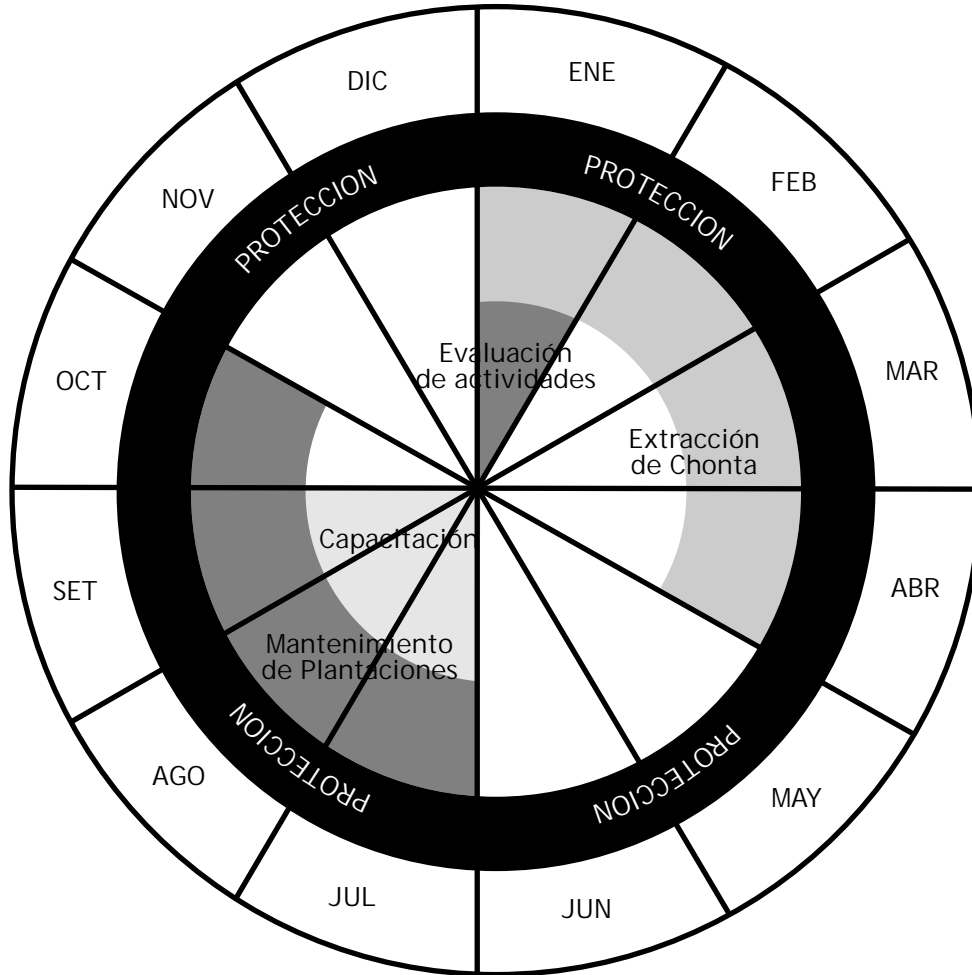 DIC
ENE
NOV
FEB
PROTECCION
PROTECCION
OCT
MAR
Evaluación
de actividades
Extracción
de Chonta
Capacitación
SET
ABR
Mantenimiento
de Plantaciones
PROTECCION
PROTECCION
AGO
MAY
JUL
JUN